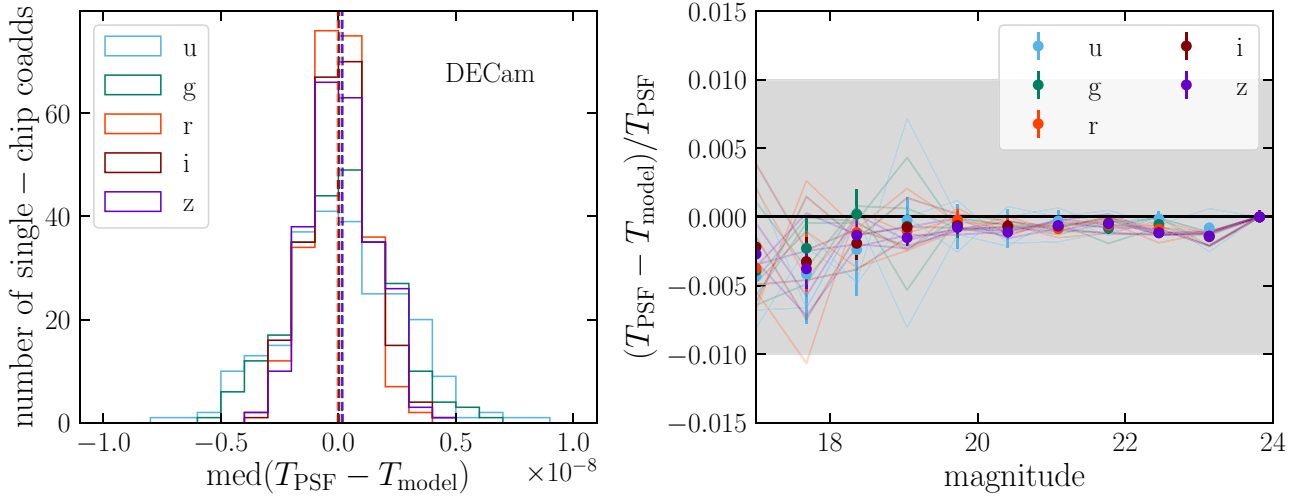 number of single − chip coadds
0
20
40
60
u
g
r
i
z
DECam
−1.0
−0.5
0.0
0.5
1.0
×10^−8
med(T_PSF − T_model)
(T_PSF − T_model)/T_PSF
0.015
0.010
0.005
0.000
−0.005
−0.010
−0.015
u
g
r
i
z
18
20
22
24
magnitude